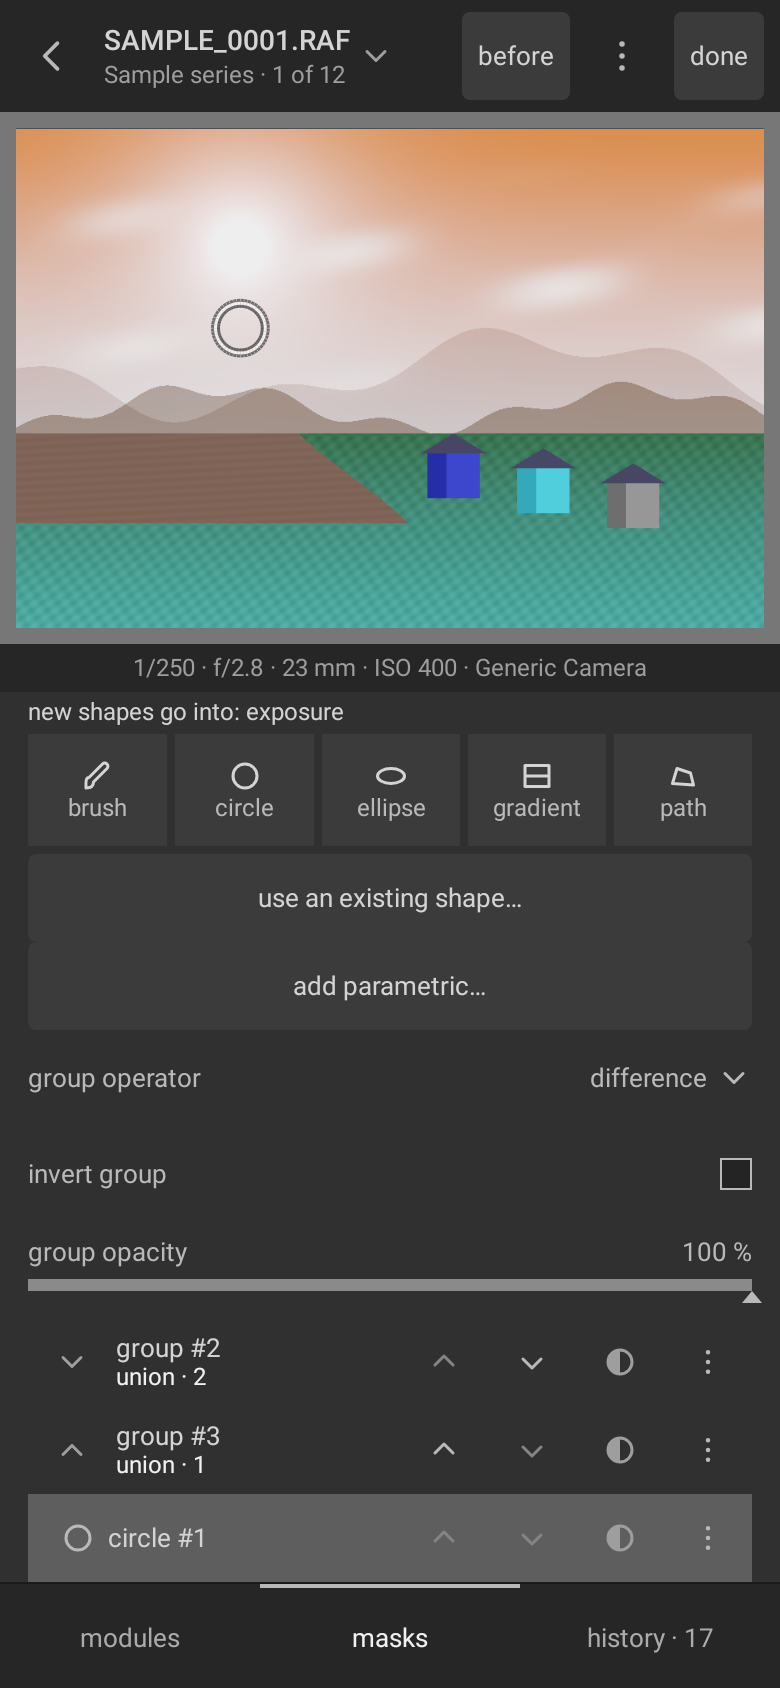 SAMPLE_0001.RAF
Sample series · 1 of 12
before
done
1/250 · f/2.8 · 23 mm · ISO 400 · Generic Camera
new shapes go into: exposure
brush
circle
ellipse
gradient
path
use an existing shape...
add parametric...
group operator
difference
invert group
group opacity
100 %
group #2
union · 2
group #3
union · 1
circle #1
modules
masks
history · 17